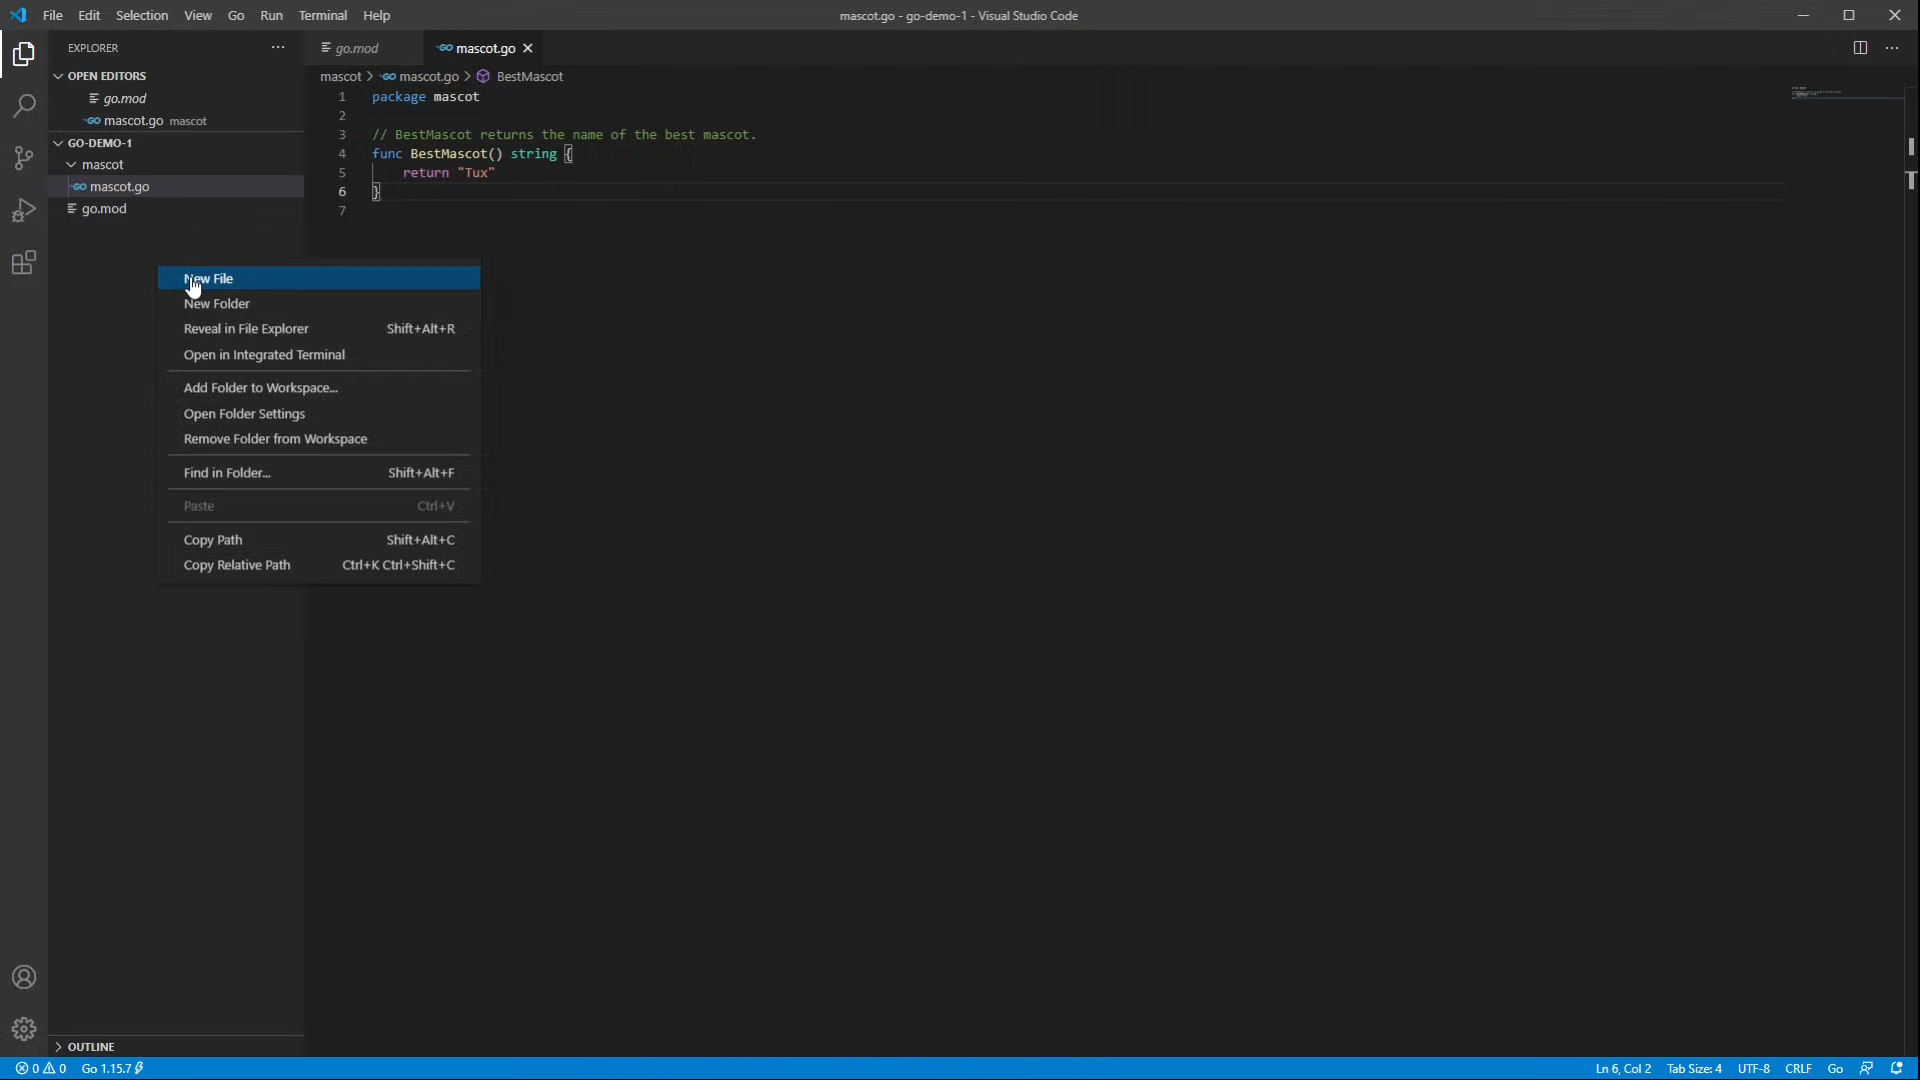 File Edit Selection View Go Run Terminal Help
mascot.go - go-demo-1 - Visual Studio Code
EXPLORER
OPEN EDITORS
go.mod
mascot.go mascot
GO-DEMO-1
mascot
mascot.go
go.mod
go.mod
mascot.go
mascot > mascot.go > BestMascot
1 package mascot
2
3 // BestMascot returns the name of the best mascot.
4 func BestMascot() string {
5 return "Tux"
6 }
7
New File
New Folder
Reveal in File Explorer Shift+Alt+R
Open in Integrated Terminal
Add Folder to Workspace...
Open Folder Settings
Remove Folder from Workspace
Find in Folder... Shift+Alt+F
Paste Ctrl+V
Copy Path Shift+Alt+C
Copy Relative Path Ctrl+K Ctrl+Shift+C
OUTLINE
0 0 Go 1.15.7
Ln 6, Col 2 Tab Size: 4 UTF-8 CRLF Go